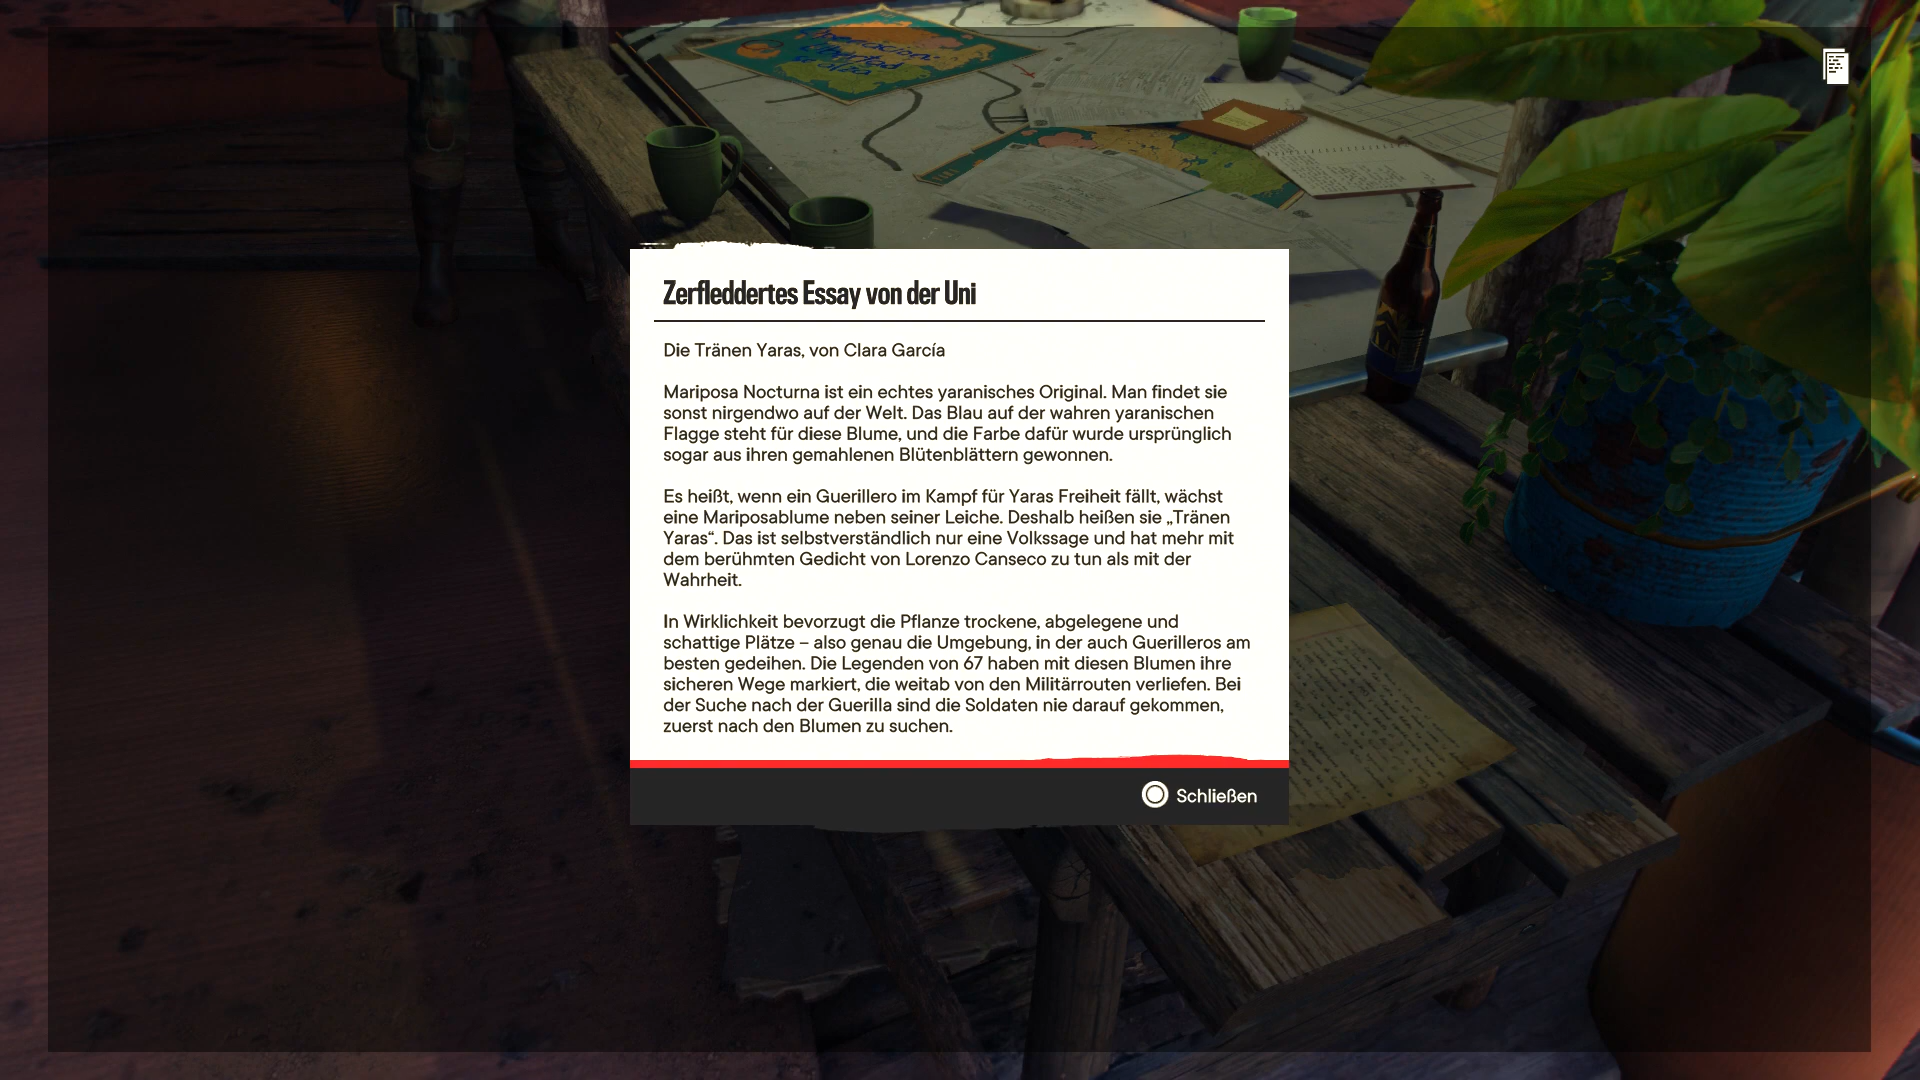 Zerfleddertes Essay von der Uni
Die Tränen Yaras, von Clara García
Mariposa Nocturna ist ein echtes yaranisches Original. Man findet sie
sonst nirgendwo auf der Welt. Das Blau auf der wahren yaranischen
Flagge steht für diese Blume, und die Farbe dafür wurde ursprünglich
sogar aus ihren gemahlenen Blütenblättern gewonnen.
Es heißt, wenn ein Guerillero im Kampf für Yaras Freiheit fällt, wächst
eine Mariposablume neben seiner Leiche. Deshalb heißen sie „Tränen
Yaras“. Das ist selbstverständlich nur eine Volkssage und hat mehr mit
dem berühmten Gedicht von Lorenzo Canseco zu tun als mit der
Wahrheit.
In Wirklichkeit bevorzugt die Pflanze trockene, abgelegene und
schattige Plätze – also genau die Umgebung, in der auch Guerilleros am
besten gedeihen. Die Legenden von 67 haben mit diesen Blumen ihre
sicheren Wege markiert, die weitab von den Militärrouten verliefen. Bei
der Suche nach der Guerilla sind die Soldaten nie darauf gekommen,
zuerst nach den Blumen zu suchen.
Schließen